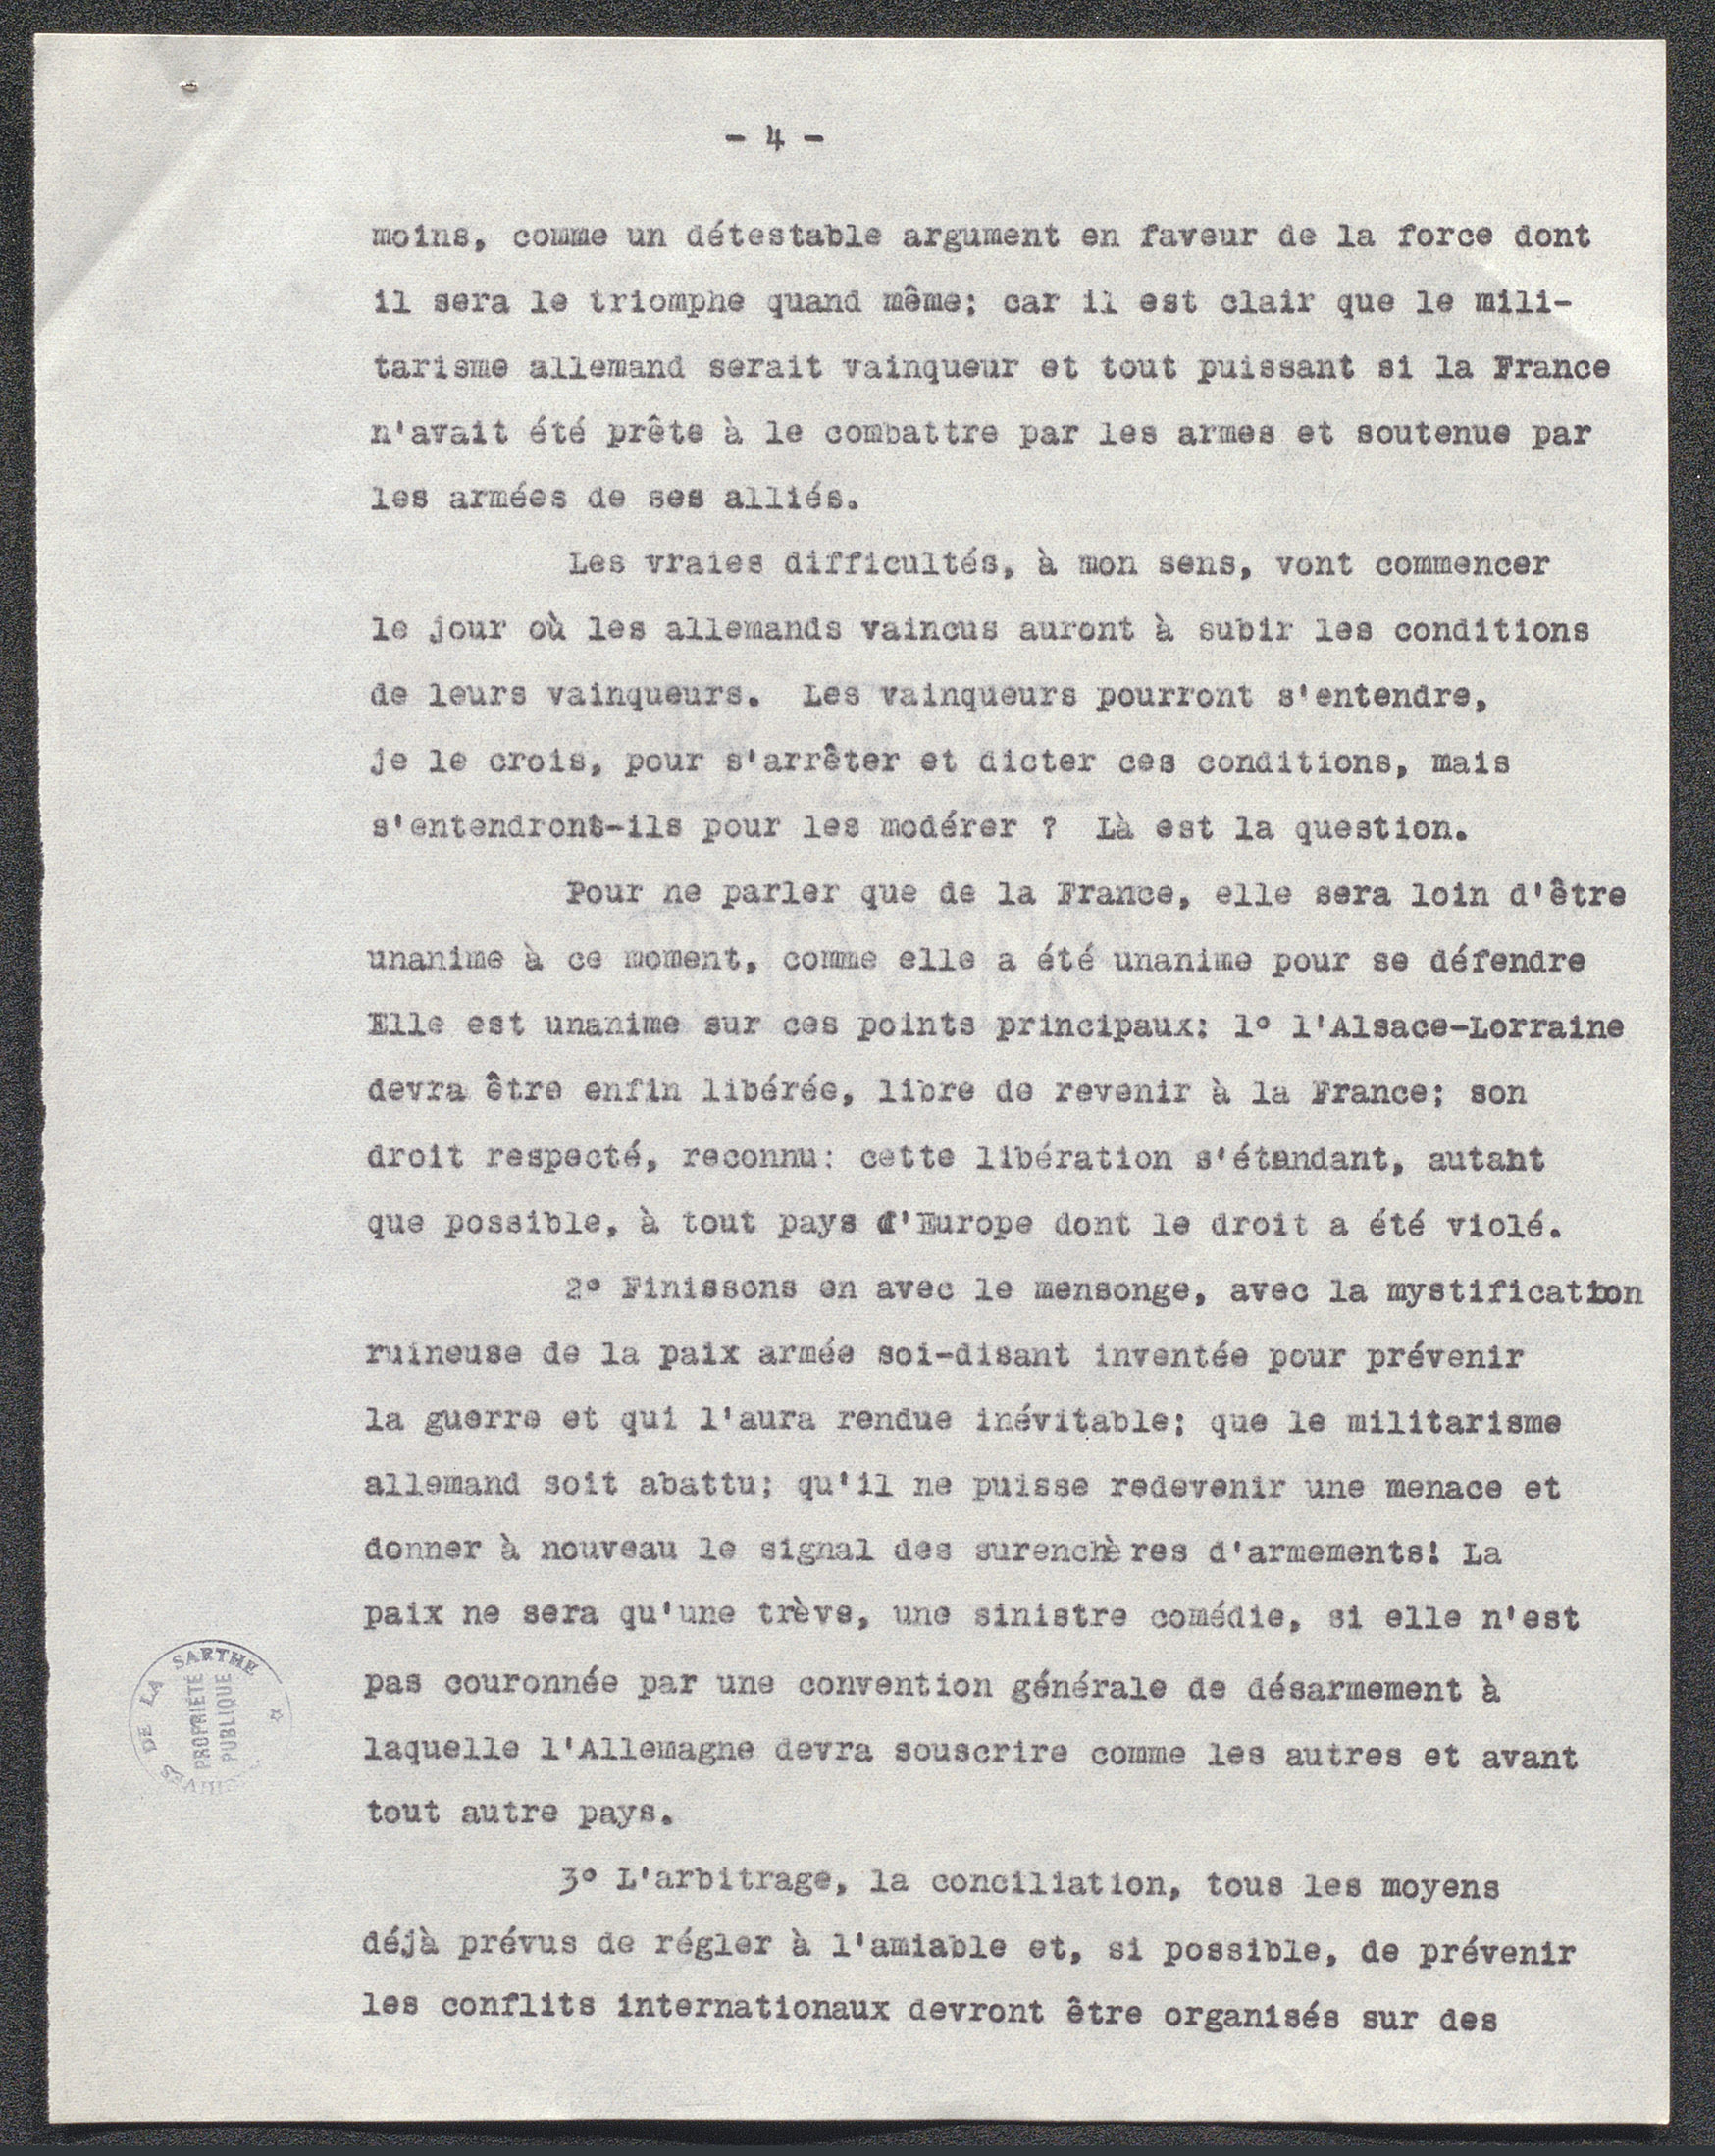 - 4 -
moins, comme un détestable argument en faveur de la force dont
il sera le triomphe quand même; car il est clair que le mili-
tarisme allemand serait vainqueur et tout puissant si la France
n'avait été prête à le combattre par les armes et soutenue par
les armées de ses alliés.
Les vraies difficultés, à mon sens, vont commencer
le jour où les allemands vaincus auront à subir les conditions
de leurs vainqueurs. Les vainqueurs pourront s'entendre,
je le crois, pour s'arrêter et dicter ces conditions, mais
s'entendront-ils pour les modérer ? Là est la question.
Pour ne parler que de la France, elle sera loin d'être
unanime à ce moment, comme elle a été unanime pour se défendre
Elle est unanime sur ces points principaux: 1° l'Alsace-Lorraine
devra être enfin libérée, libre de revenir à la France; son
droit respecté, reconnu: cette libération s'étendant, autant
que possible, à tout pays d'Europe dont le droit a été violé.
2° Finissons en avec le mensonge, avec la mystification
ruineuse de la paix armée soi-disant inventée pour prévenir
la guerre et qui l'aura rendue inévitable; que le militarisme
allemand soit abattu; qu'il ne puisse redevenir une menace et
donner à nouveau le signal des surenchères d'armements! La
paix ne sera qu'une trève, une sinistre comédie, si elle n'est
pas couronnée par une convention générale de désarmement à
laquelle l'Allemagne devra souscrire comme les autres et avant
tout autre pays.
3° L'arbitrage, la conciliation, tous les moyens
déjà prévus de régler à l'amiable et, si possible, de prévenir
les conflits internationaux devront être organisés sur des
DE LA SARTHE
PROPRIÉTÉ
PUBLIQUE